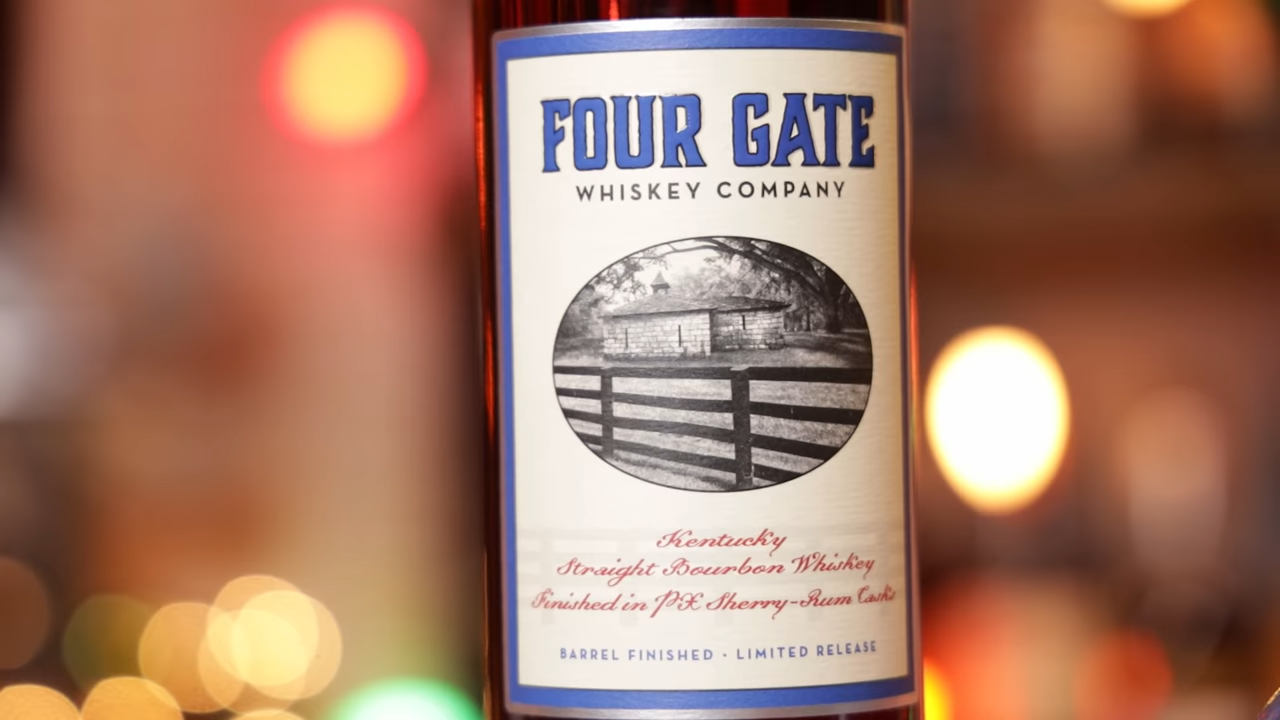 FOUR GATE
WHISKEY COMPANY
Kentucky
Straight Bourbon Whiskey
Finished in PX Sherry-Rum Casks
BARREL FINISHED · LIMITED RELEASE